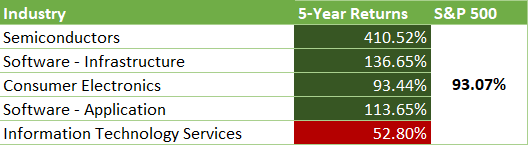 Industry 5-Year Returns S&P 500
Semiconductors 410.52%
Software - Infrastructure 136.65%
Consumer Electronics 93.44% 93.07%
Software - Application 113.65%
Information Technology Services 52.80%